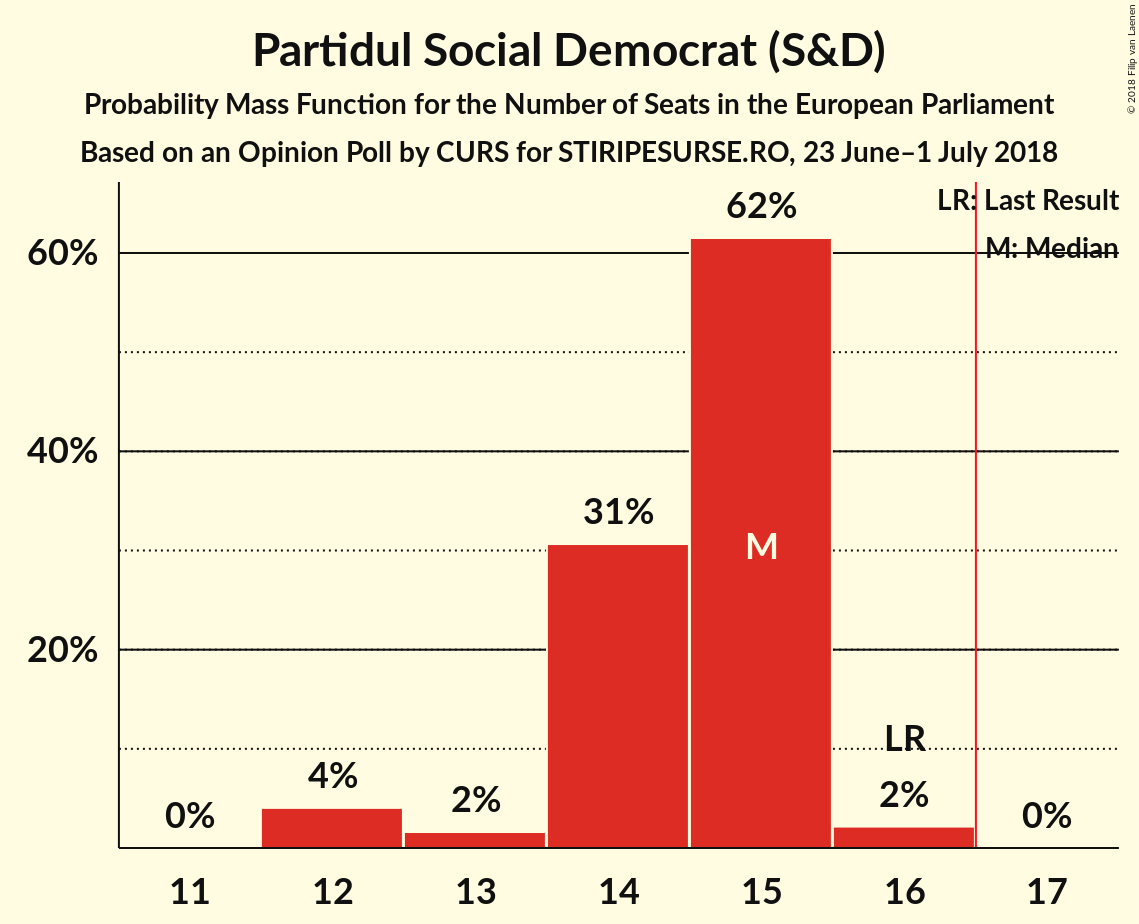 Partidul Social Democrat (S&D)
Probability Mass Function for the Number of Seats in the European Parliament
Based on an Opinion Poll by CURS for STIRIPESURSE.RO, 23 June–1 July 2018
© 2018 Filip van Laenen
LR: Last Result
M: Median
60%
40%
20%
0%
4%
2%
31%
62%
M
LR
2%
0%
11 12 13 14 15 16 17